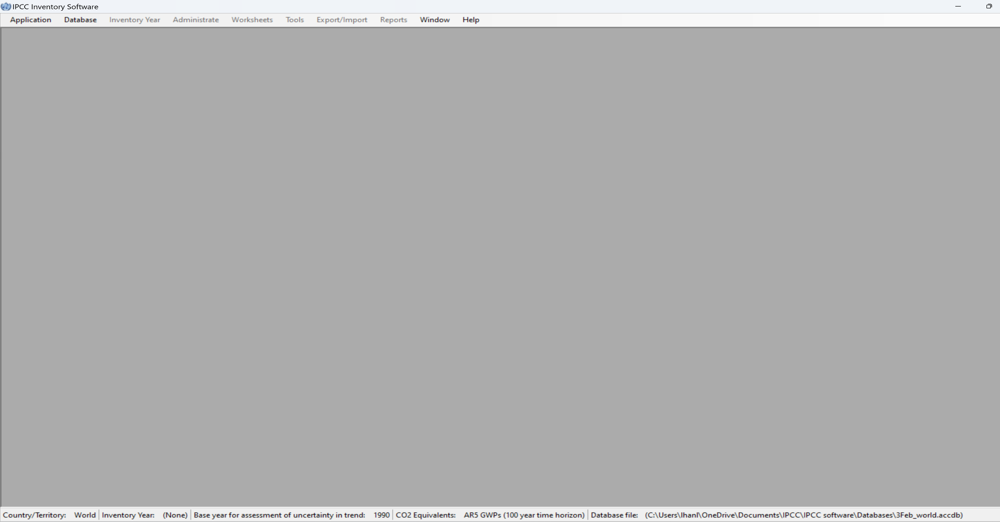 IPCC Inventory Software
Application Database Inventory Year Administrate Worksheets Tools Export/Import Reports Window Help
Country/Territory: World Inventory Year: (None) Base year for assessment of uncertainty in trend: 1990 CO2 Equivalents: AR5 GWPs (100 year time horizon) Database file: (C:\Users\lhanl\OneDrive\Documents\IPCC\IPCC software\Databases\3Feb_world.accdb)